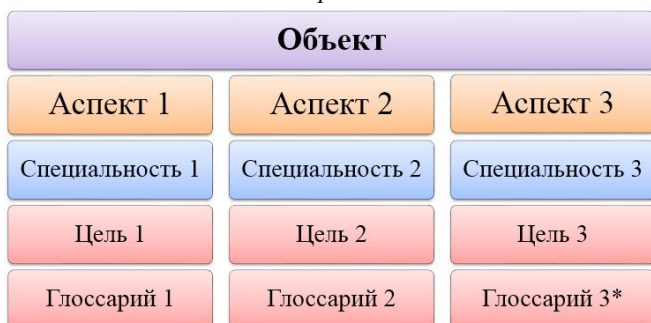 Объект
Аспект 1 Аспект 2 Аспект 3
Специальность 1 Специальность 2 Специальность 3
Цель 1 Цель 2 Цель 3
Глоссарий 1 Глоссарий 2 Глоссарий 3*